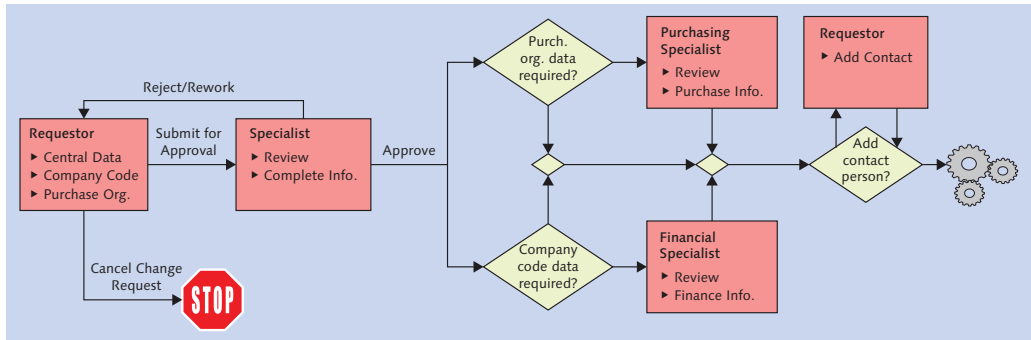 Reject/Rework
Requestor
▸ Central Data
▸ Company Code
▸ Purchase Org.
Submit for
Approval
Specialist
▸ Review
▸ Complete Info.
Approve
Cancel Change
Request
STOP
Purch.
org. data
required?
Purchasing
Specialist
▸ Review
▸ Purchase Info.
Company
code data
required?
Financial
Specialist
▸ Review
▸ Finance Info.
Requestor
▸ Add Contact
Add
contact
person?